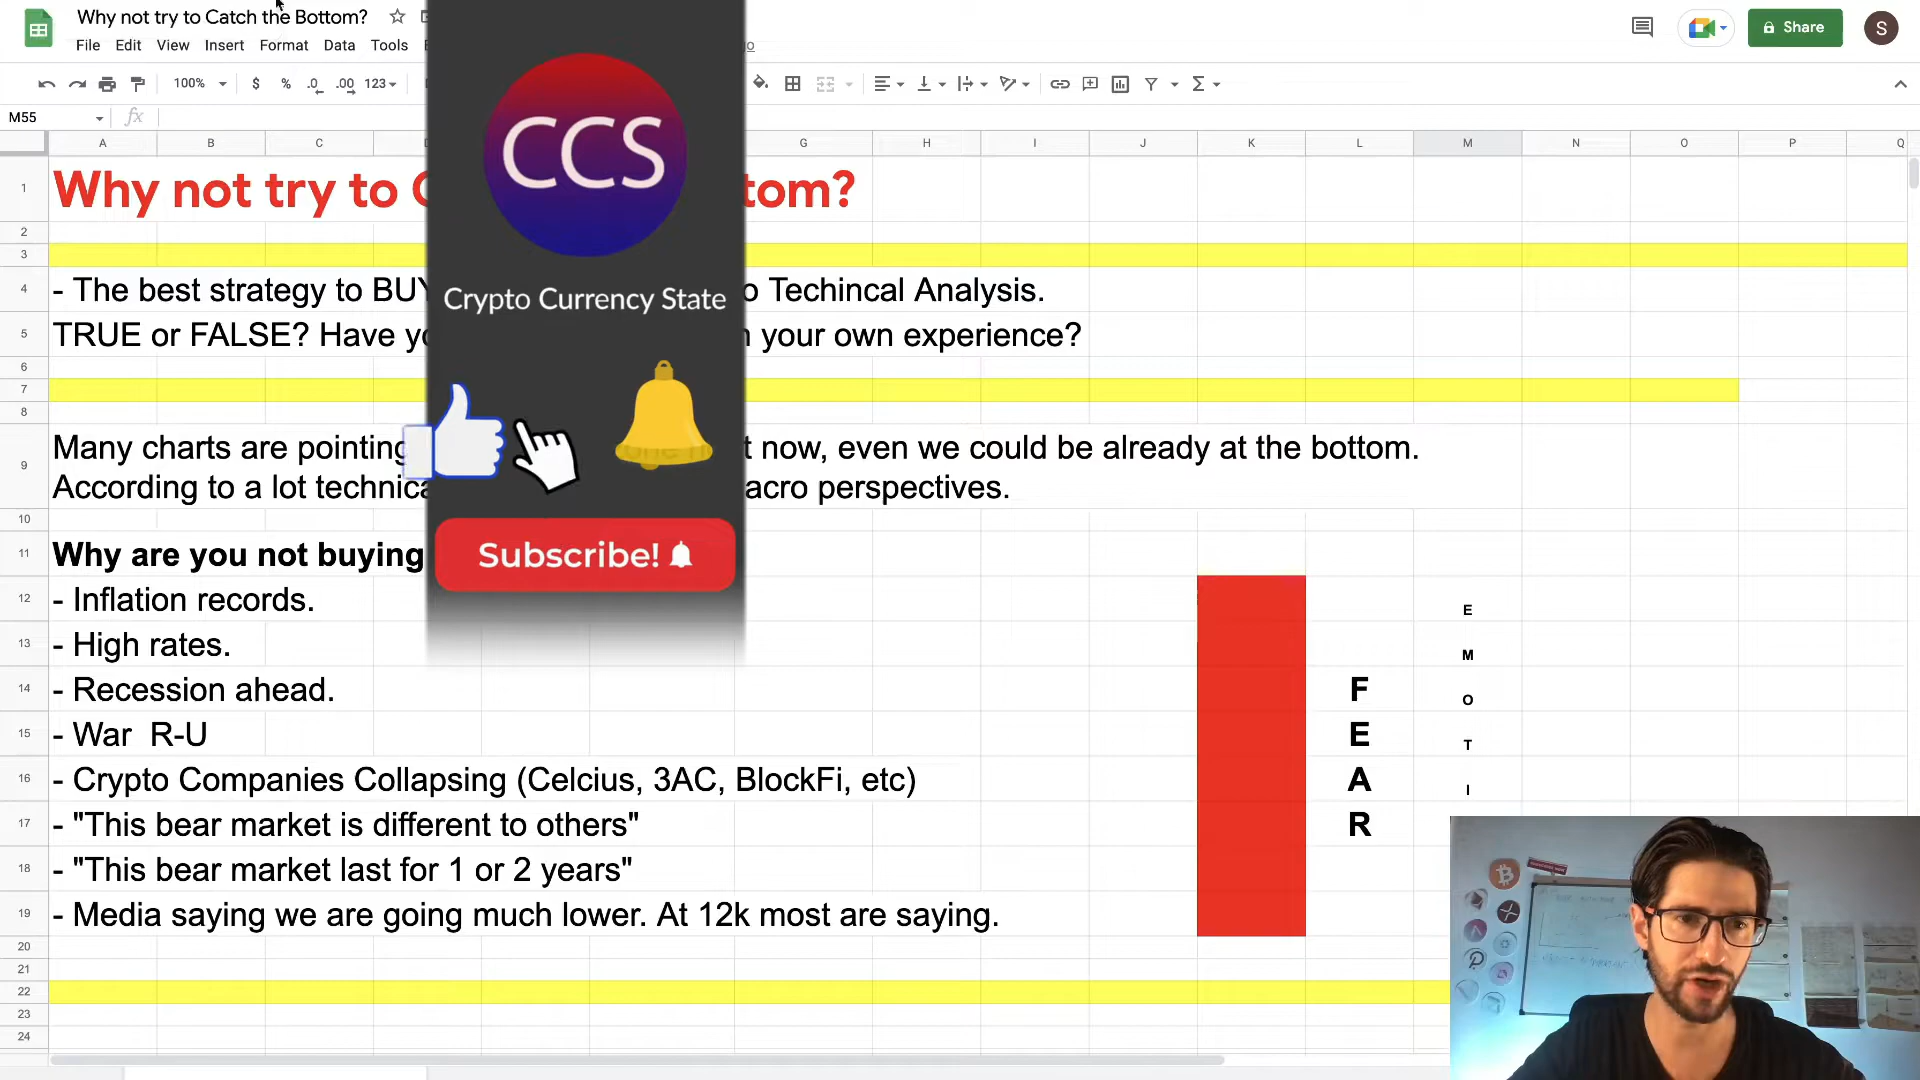 Why not try to Catch the Bottom?
File Edit View Insert Format Data Tools
Share
S
100% $ % .0 .00 123
M55
fx
A B C G H I J K L M N O P Q
1 Why not try to tom?
2
3
4 - The best strategy to BUY Techincal Analysis.
5 TRUE or FALSE? Have your own experience?
6
7
8
9 Many charts are pointing now, even we could be already at the bottom.
According to a lot perspectives.
10
11 Why are you not buying
12 - Inflation records.
13 - High rates.
14 - Recession ahead.
15 - War R-U
16 - Crypto Companies Collapsing (Celcius, 3AC, BlockFi, etc)
17 - "This bear market is different to others"
18 - "This bear market last for 1 or 2 years"
19 - Media saying we are going much lower. At 12k most are saying.
20
21
22
23
24
F
E
A
R
E
M
O
T
I
CCS
Crypto Currency State
Subscribe!